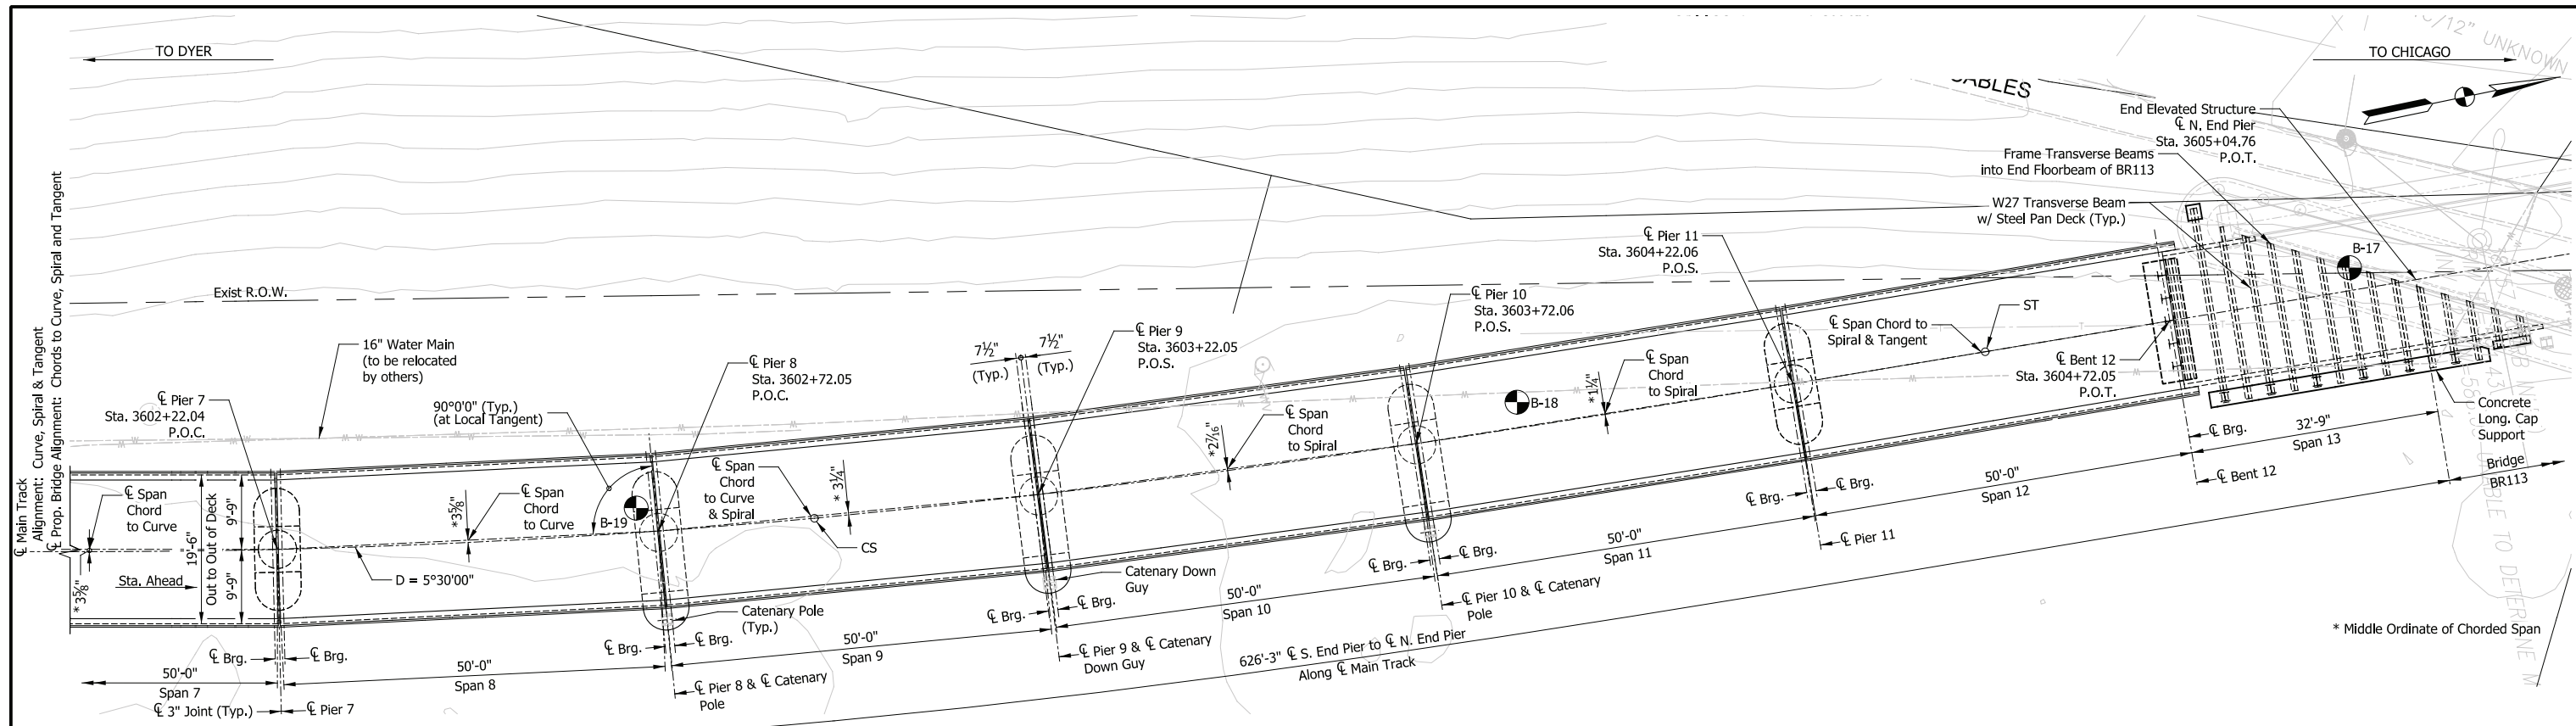 TO DYER
TO CHICAGO
12" UNKNOWN
CABLES
End Elevated Structure
℄ N. End Pier
Sta. 3605+04.76
P.O.T.
Frame Transverse Beams
into End Floorbeam of BR113
W27 Transverse Beam
w/ Steel Pan Deck (Typ.)
B-17
℄ Pier 11
Sta. 3604+22.06
P.O.S.
Exist R.O.W.
℄ Pier 10
Sta. 3603+72.06
P.O.S.
℄ Span Chord to
Spiral & Tangent
ST
℄ Pier 9
Sta. 3603+22.05
P.O.S.
7½"
(Typ.)
7½"
(Typ.)
16" Water Main
(to be relocated
by others)
℄ Pier 8
Sta. 3602+72.05
P.O.C.
℄ Span
Chord
to Spiral
*1¼"
℄ Bent 12
Sta. 3604+72.05
P.O.T.
℄ Pier 7
Sta. 3602+22.04
P.O.C.
90°0'0" (Typ.)
(at Local Tangent)
B-18
℄ Span
Chord
to Spiral
*2⁷⁄₁₆"
Concrete
Long. Cap
Support
℄ Main Track
Alignment: Curve, Spiral & Tangent
℄ Prop. Bridge Alignment: Chords to Curve, Spiral and Tangent
℄ Brg.
32'-9"
Span 13
℄ Bent 12
Bridge
BR113
℄ Span
Chord
to Curve
℄ Span
Chord
to Curve
*3⅝"
℄ Span
Chord
to Curve
& Spiral
* 3¼"
B-19
CS
19'-6"
Out to Out of Deck
9'-9"
9'-9"
Sta. Ahead
*3⅝"
D = 5°30'00"
℄ Brg.
℄ Brg.
50'-0"
Span 12
℄ Pier 11
50'-0"
Span 11
℄ Brg.
℄ Brg.
Catenary Down
Guy
Catenary Pole
(Typ.)
℄ Brg.
℄ Brg.
50'-0"
Span 10
℄ Pier 10 & ℄ Catenary
Pole
* Middle Ordinate of Chorded Span
℄ Brg.
℄ Brg.
℄ Brg.
℄ Brg.
50'-0"
Span 9
℄ Pier 9 & ℄ Catenary
Down Guy
626'-3" ℄ S. End Pier to ℄ N. End Pier
Along ℄ Main Track
50'-0"
Span 7
50'-0"
Span 8
℄ Pier 8 & ℄ Catenary
Pole
℄ 3" Joint (Typ.)
℄ Pier 7